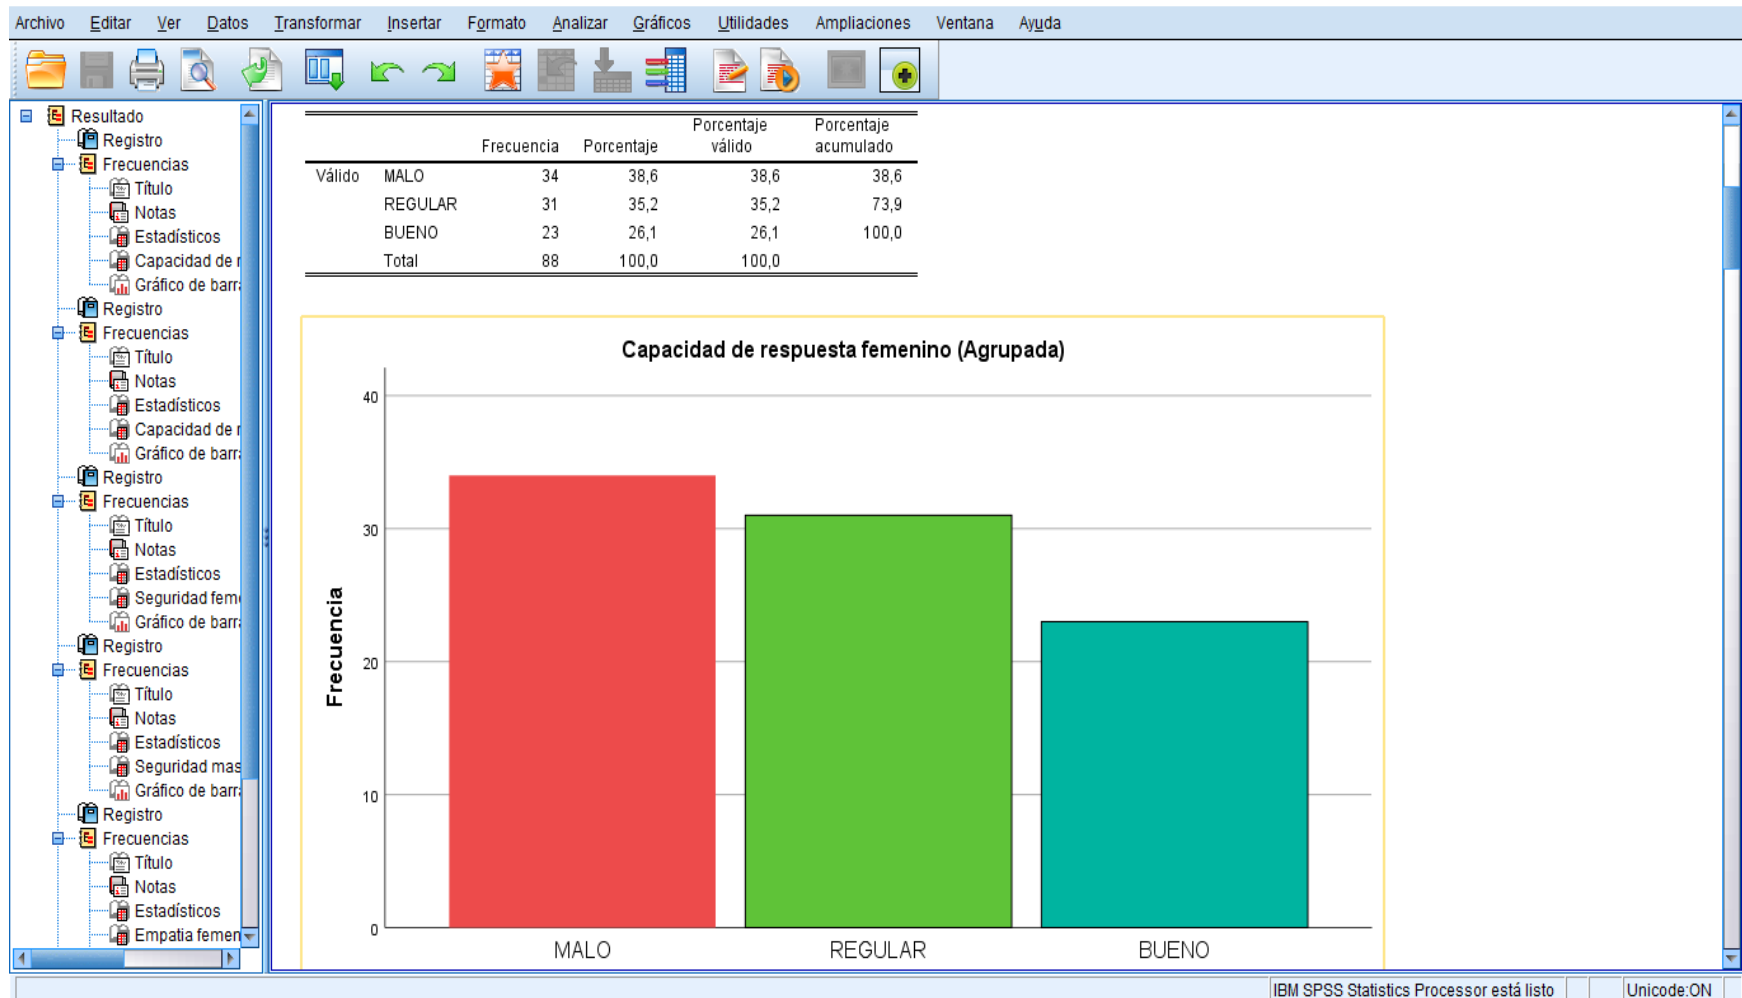 Archivo Editar Ver Datos Transformar Insertar Formato Analizar Gráficos Utilidades Ampliaciones Ventana Ayuda
Resultado
Registro
Frecuencias
Título
Notas
Estadísticos
Capacidad de r
Gráfico de barra
Registro
Frecuencias
Título
Notas
Estadísticos
Capacidad de r
Gráfico de barra
Registro
Frecuencias
Título
Notas
Estadísticos
Seguridad feme
Gráfico de barra
Registro
Frecuencias
Título
Notas
Estadísticos
Seguridad mas
Gráfico de barra
Registro
Frecuencias
Título
Notas
Estadísticos
Empatia femen
Frecuencia Porcentaje Porcentaje válido Porcentaje acumulado
Válido MALO 34 38,6 38,6 38,6
REGULAR 31 35,2 35,2 73,9
BUENO 23 26,1 26,1 100,0
Total 88 100,0 100,0
Capacidad de respuesta femenino (Agrupada)
40
30
20
10
0
Frecuencia
MALO REGULAR BUENO
IBM SPSS Statistics Processor está listo Unicode:ON